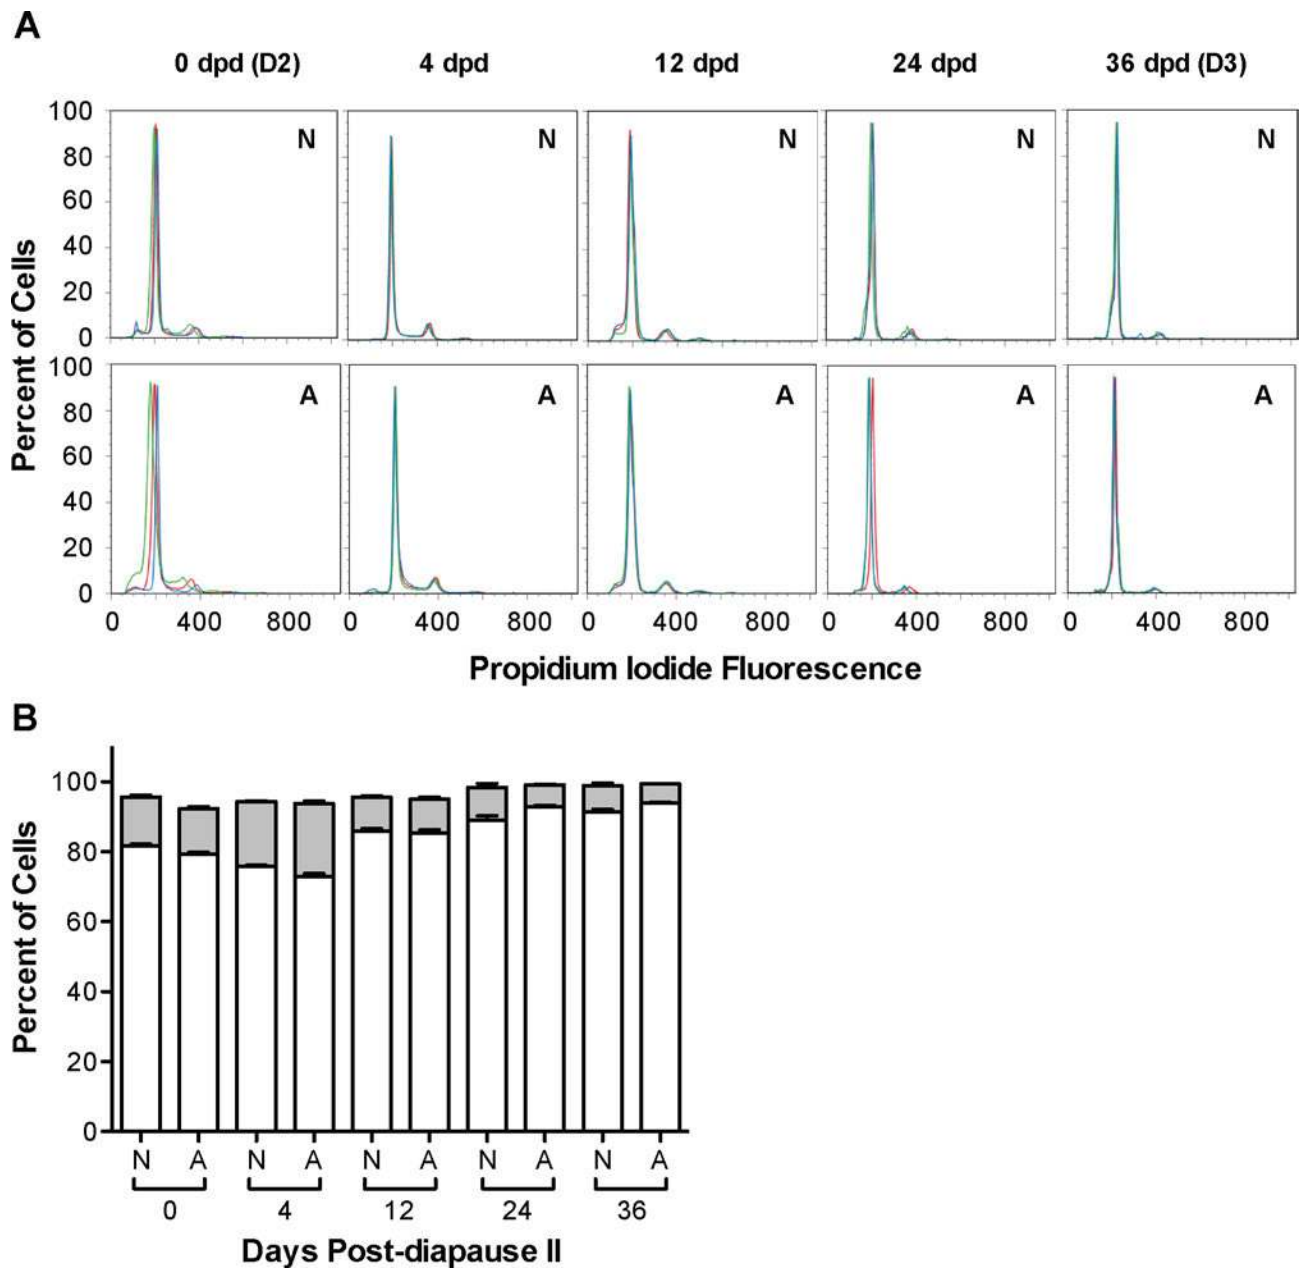 A
0 dpd (D2) 4 dpd 12 dpd 24 dpd 36 dpd (D3)
Percent of Cells
100 N N N N N
80
60
40
20
0
Percent of Cells
100 A A A A A
80
60
40
20
0
0 400 800 0 400 800 0 400 800 0 400 800 0 400 800
Propidium Iodide Fluorescence
B
Percent of Cells
100
80
60
40
20
0
N A N A N A N A N A
0 4 12 24 36
Days Post-diapause II